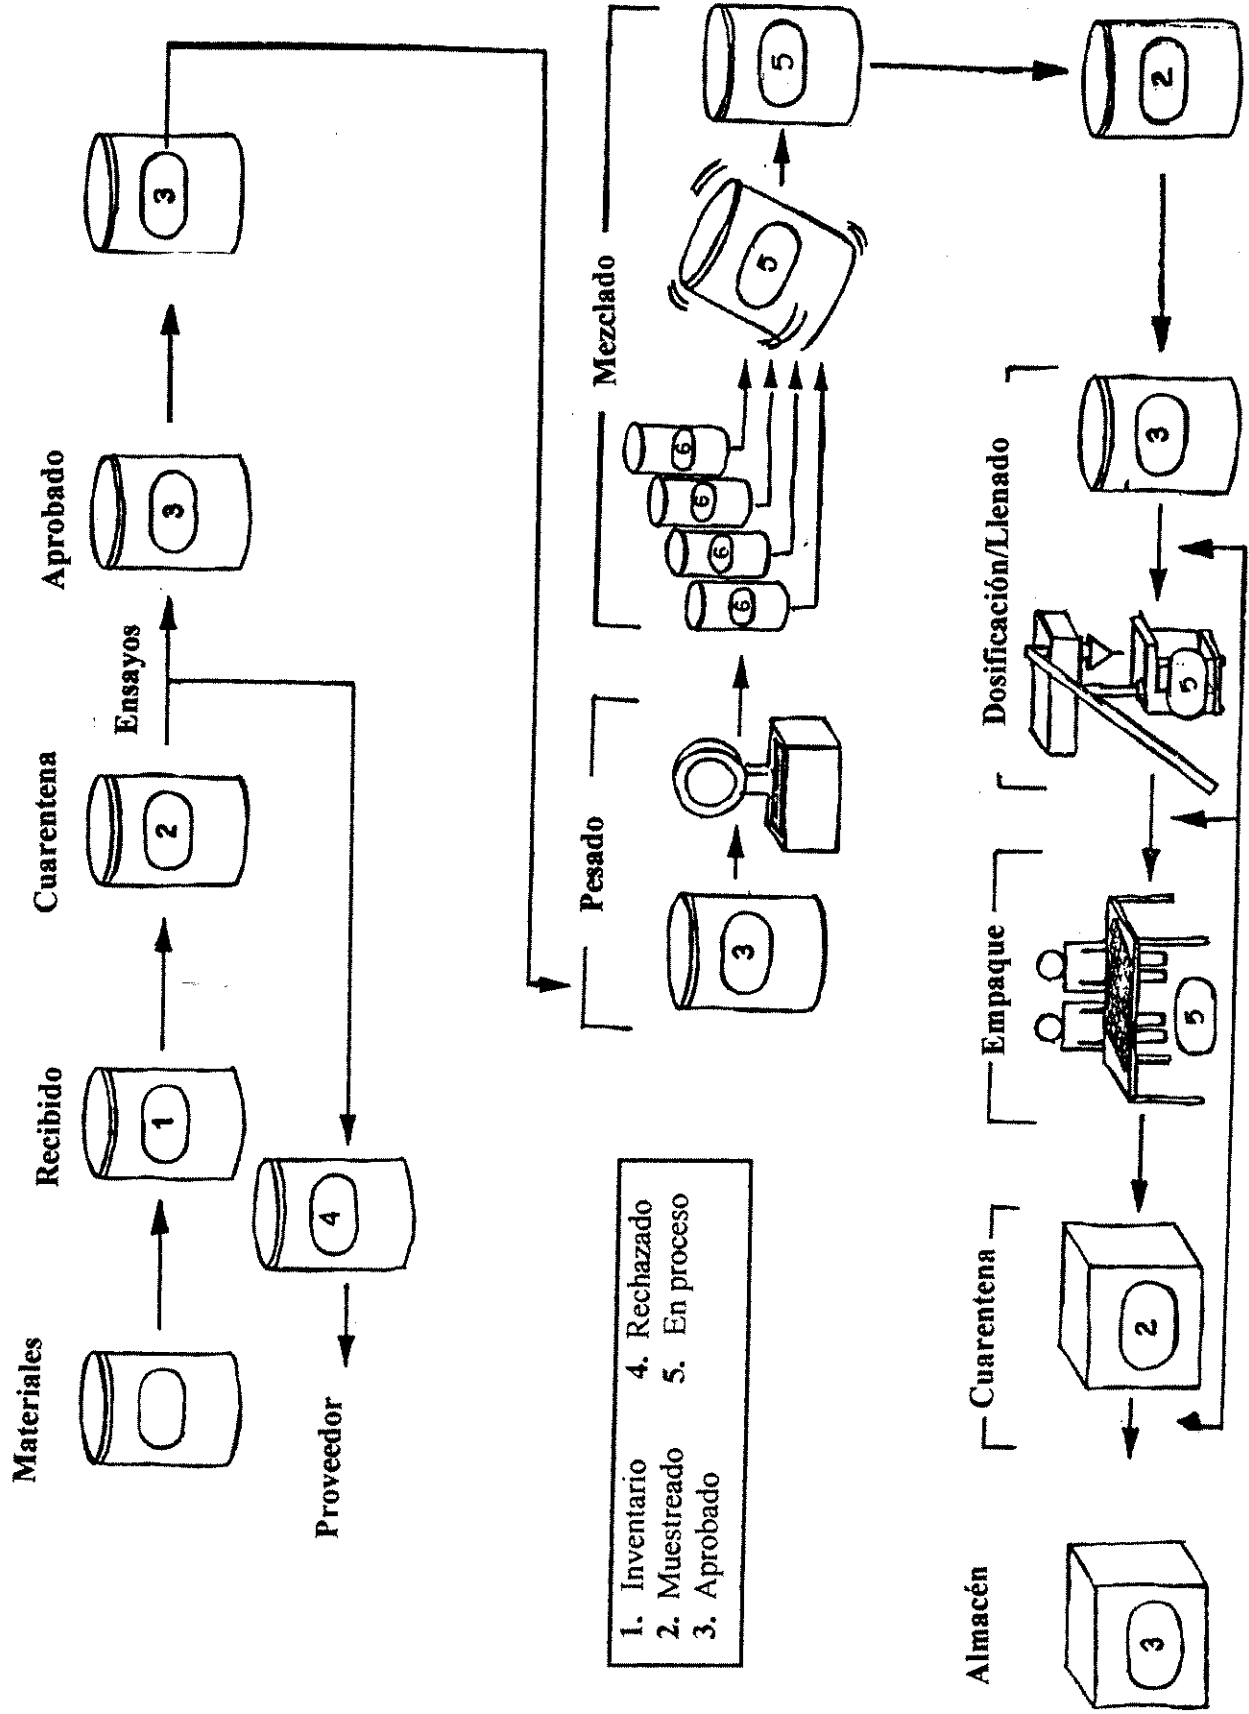 Materiales
Recibido
Cuarentena
Aprobado
Ensayos
1
2
3
3
4
Proveedor
Pesado
Mezclado
3
6
6
6
6
5
5
1. Inventario 4. Rechazado
2. Muestreado 5. En proceso
3. Aprobado
Almacén
Cuarentena
Empaque
Dosificación/Llenado
3
2
5
5
3
2